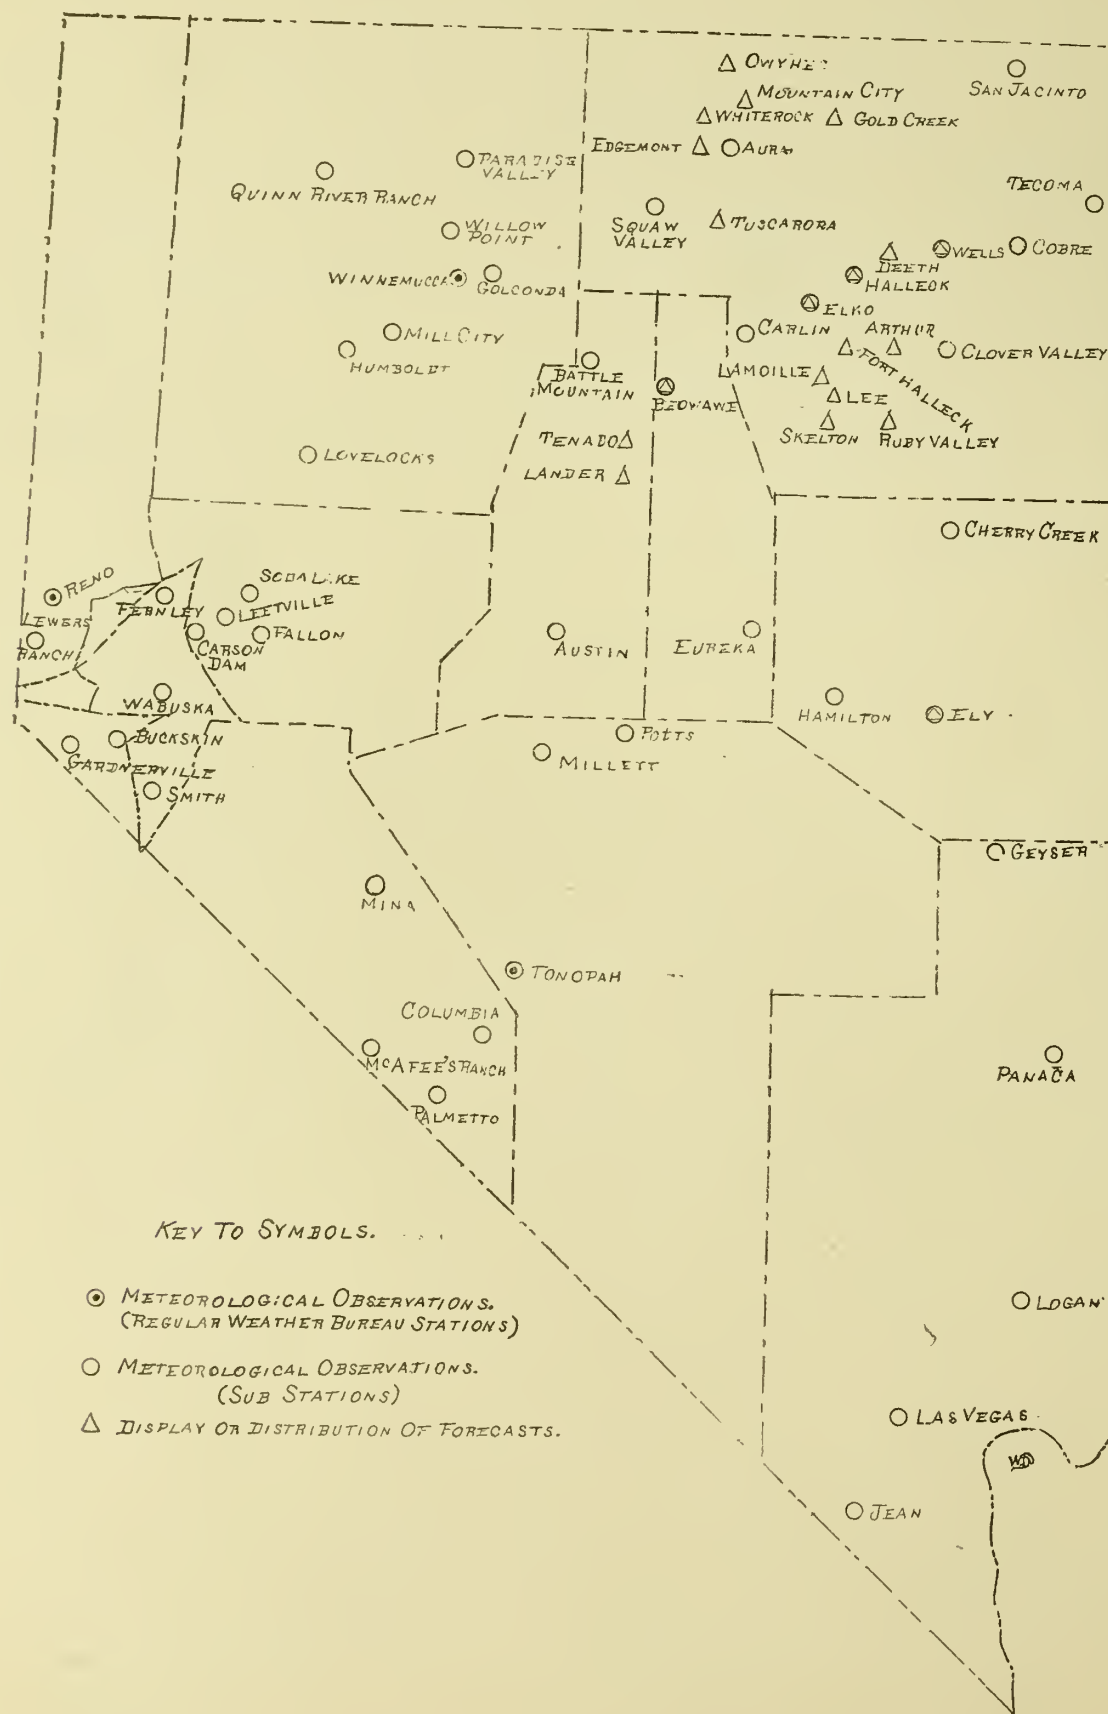 OWYHEE
MOUNTAIN CITY
SAN JACINTO
WHITEROCK
GOLD CREEK
EDGEMONT
AURA
PARADISE
VALLEY
QUINN RIVER RANCH
TECOMA
WILLOW
POINT
SQUAW
VALLEY
TUSCARORA
WELLS
COBRE
DEETH
HALLECK
WINNEMUCCA
GOLCONDA
ELKO
MILL CITY
CARLIN
ARTHUR
HUMBOLDT
CLOVER VALLEY
BATTLE
MOUNTAIN
LAMOILLE
FORT HALLECK
BEOWAWE
LEE
SKELTON
RUBY VALLEY
TENABO
LOVELOCKS
LANDER
CHERRY CREEK
RENO
SODA LAKE
FERNLEY
LEETVILLE
LEWERS
RANCH
CARSON
DAM
FALLON
AUSTIN
EUREKA
WABUSKA
HAMILTON
ELY
BUCKSKIN
POTTS
GARDNERVILLE
MILLETT
SMITH
GEYSER
MINA
TONOPAH
COLUMBIA
MCAFEE'S RANCH
PANACA
PALMETTO
KEY TO SYMBOLS.
METEOROLOGICAL OBSERVATIONS.
(REGULAR WEATHER BUREAU STATIONS)
LOGAN
METEOROLOGICAL OBSERVATIONS.
(SUB STATIONS)
LAS VEGAS
DISPLAY OR DISTRIBUTION OF FORECASTS.
JEAN